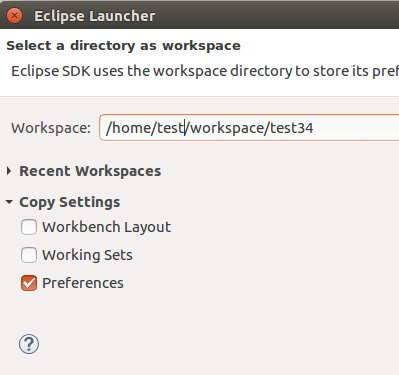 Eclipse Launcher
Select a directory as workspace
Eclipse SDK uses the workspace directory to store its pref
Workspace: /home/test/workspace/test34
Recent Workspaces
Copy Settings
Workbench Layout
Working Sets
Preferences
?